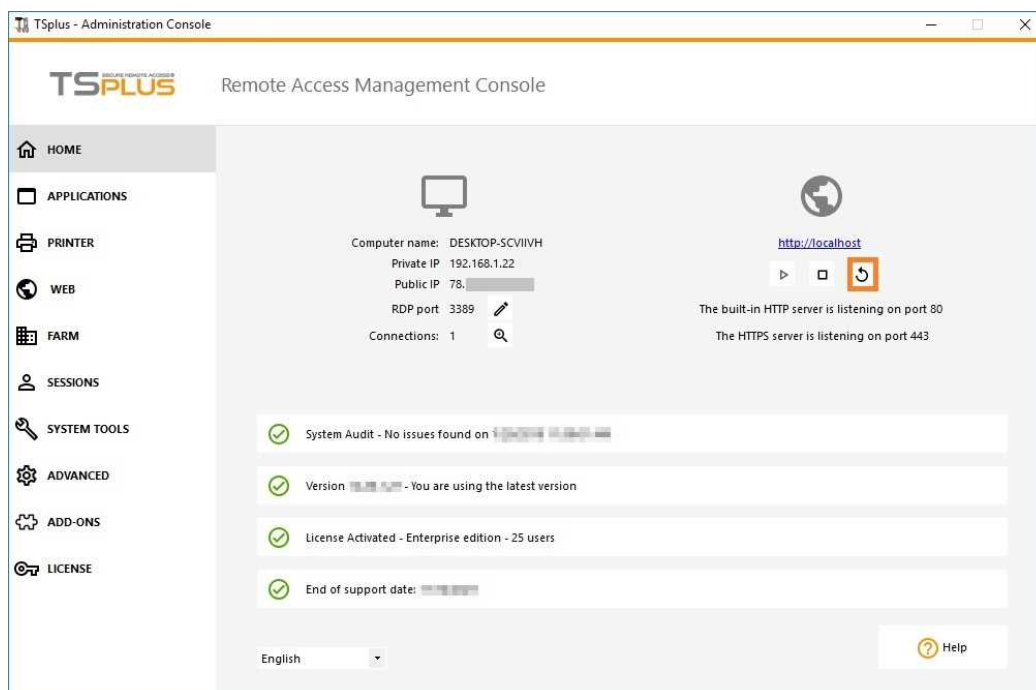 TSplus - Administration Console
TSPLUS
SECURE REMOTE ACCESS
Remote Access Management Console
HOME
APPLICATIONS
PRINTER
WEB
FARM
SESSIONS
SYSTEM TOOLS
ADVANCED
ADD-ONS
LICENSE
Computer name: DESKTOP-SCVIIVH
Private IP 192.168.1.22
Public IP 78.
RDP port 3389
Connections: 1
http://localhost
The built-in HTTP server is listening on port 80
The HTTPS server is listening on port 443
System Audit - No issues found on
Version - You are using the latest version
License Activated - Enterprise edition - 25 users
End of support date:
English
Help